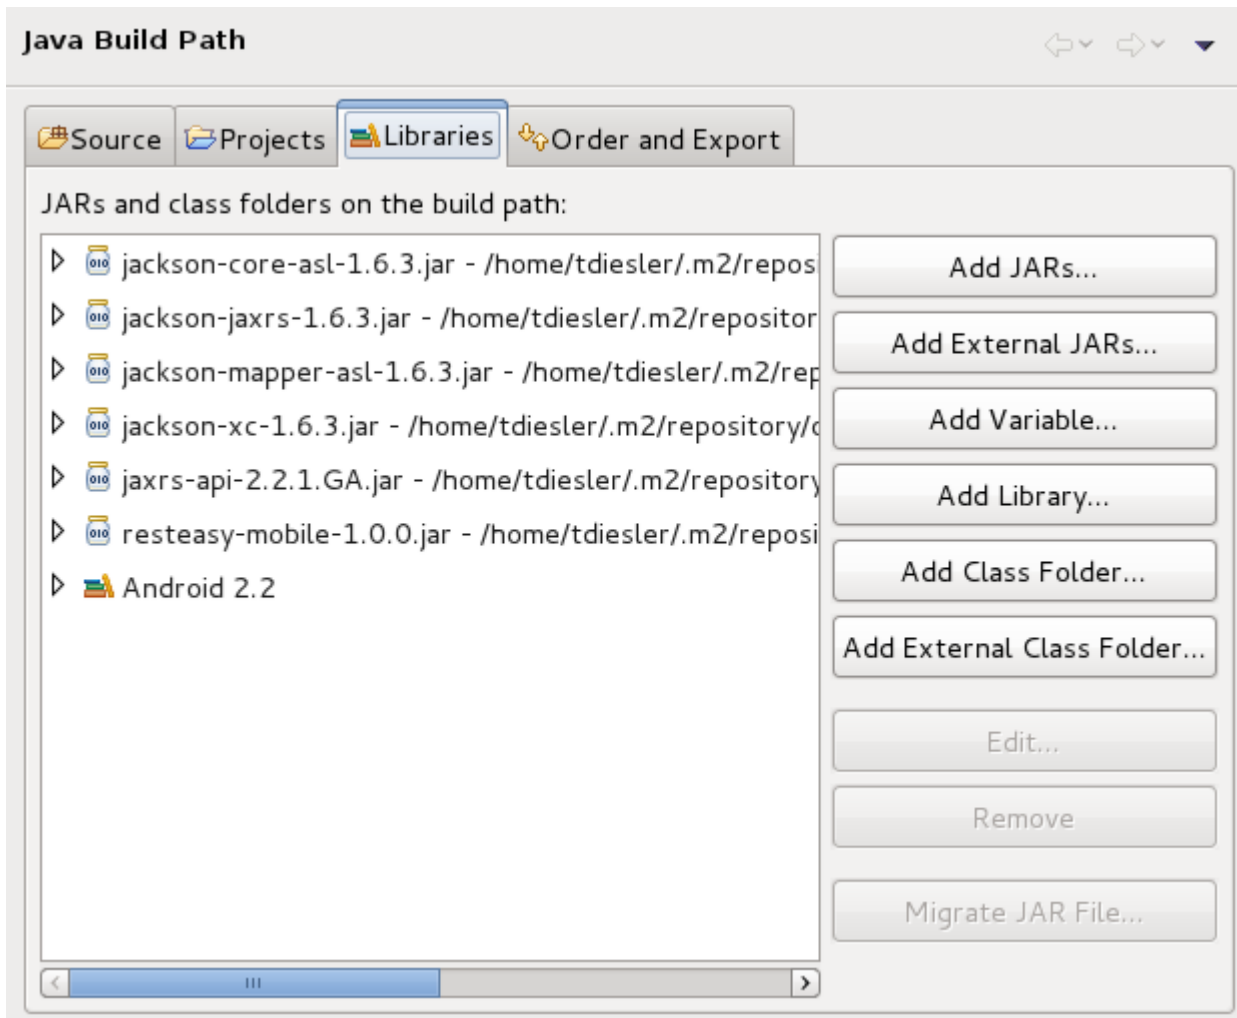 Java Build Path
Source Projects Libraries Order and Export
JARs and class folders on the build path:
jackson-core-asl-1.6.3.jar - /home/tdiesler/.m2/reposi
jackson-jaxrs-1.6.3.jar - /home/tdiesler/.m2/repositor
jackson-mapper-asl-1.6.3.jar - /home/tdiesler/.m2/rep
jackson-xc-1.6.3.jar - /home/tdiesler/.m2/repository/c
jaxrs-api-2.2.1.GA.jar - /home/tdiesler/.m2/repository
resteasy-mobile-1.0.0.jar - /home/tdiesler/.m2/reposi
Android 2.2
Add JARs...
Add External JARs...
Add Variable...
Add Library...
Add Class Folder...
Add External Class Folder...
Edit...
Remove
Migrate JAR File...